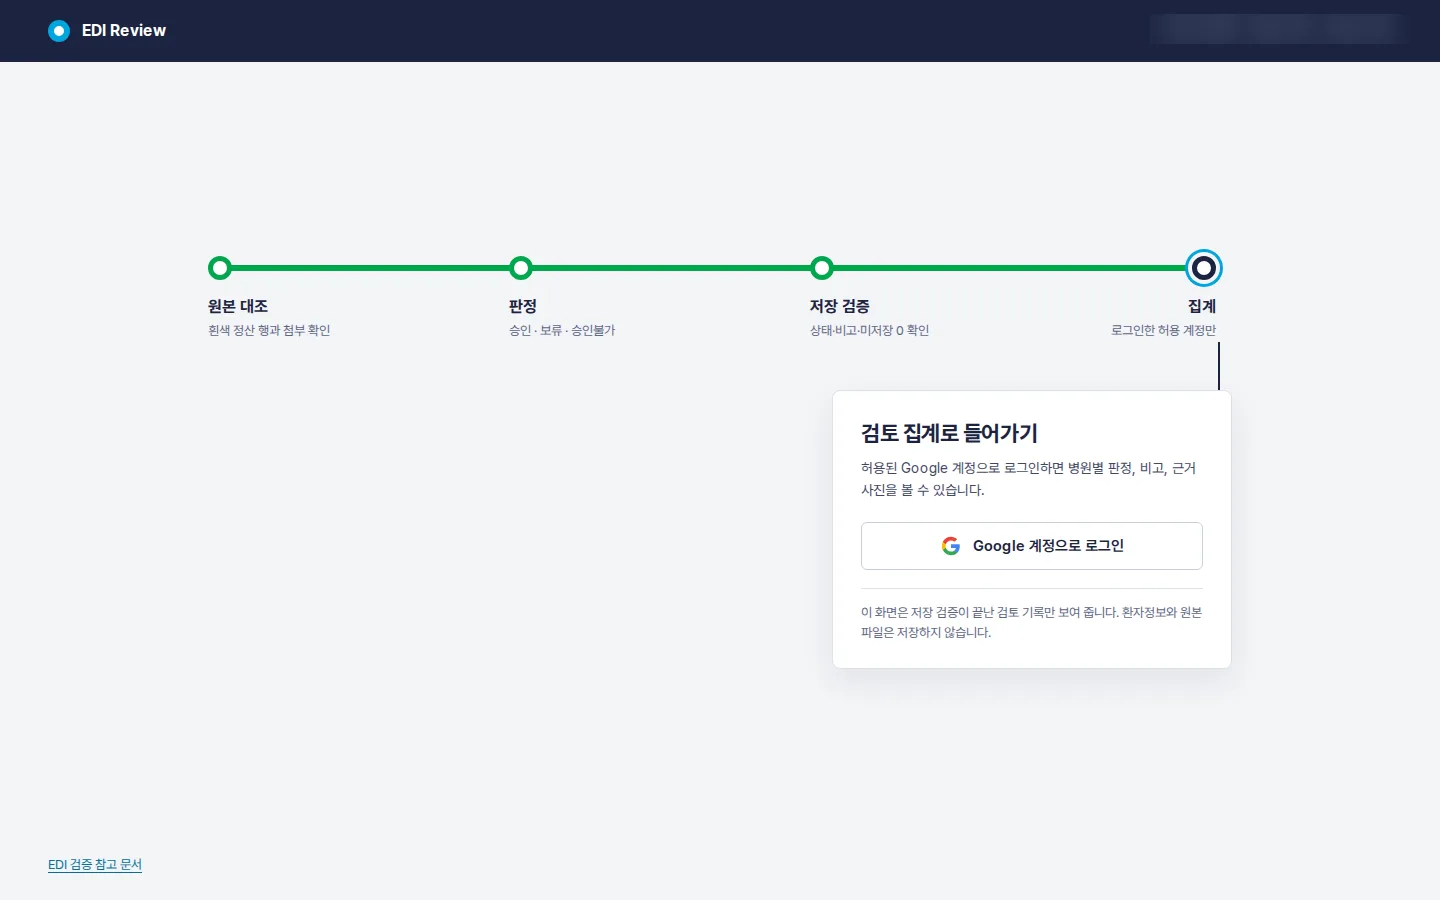 EDI Review
원본 대조
흰색 정산 행과 첨부 확인
판정
승인 · 보류 · 승인불가
저장 검증
상태·비고·미저장 0 확인
집계
로그인한 허용 계정만
검토 집계로 들어가기
허용된 Google 계정으로 로그인하면 병원별 판정, 비고, 근거
사진을 볼 수 있습니다.
Google 계정으로 로그인
이 화면은 저장 검증이 끝난 검토 기록만 보여 줍니다. 환자정보와 원본
파일은 저장하지 않습니다.
EDI 검증 참고 문서